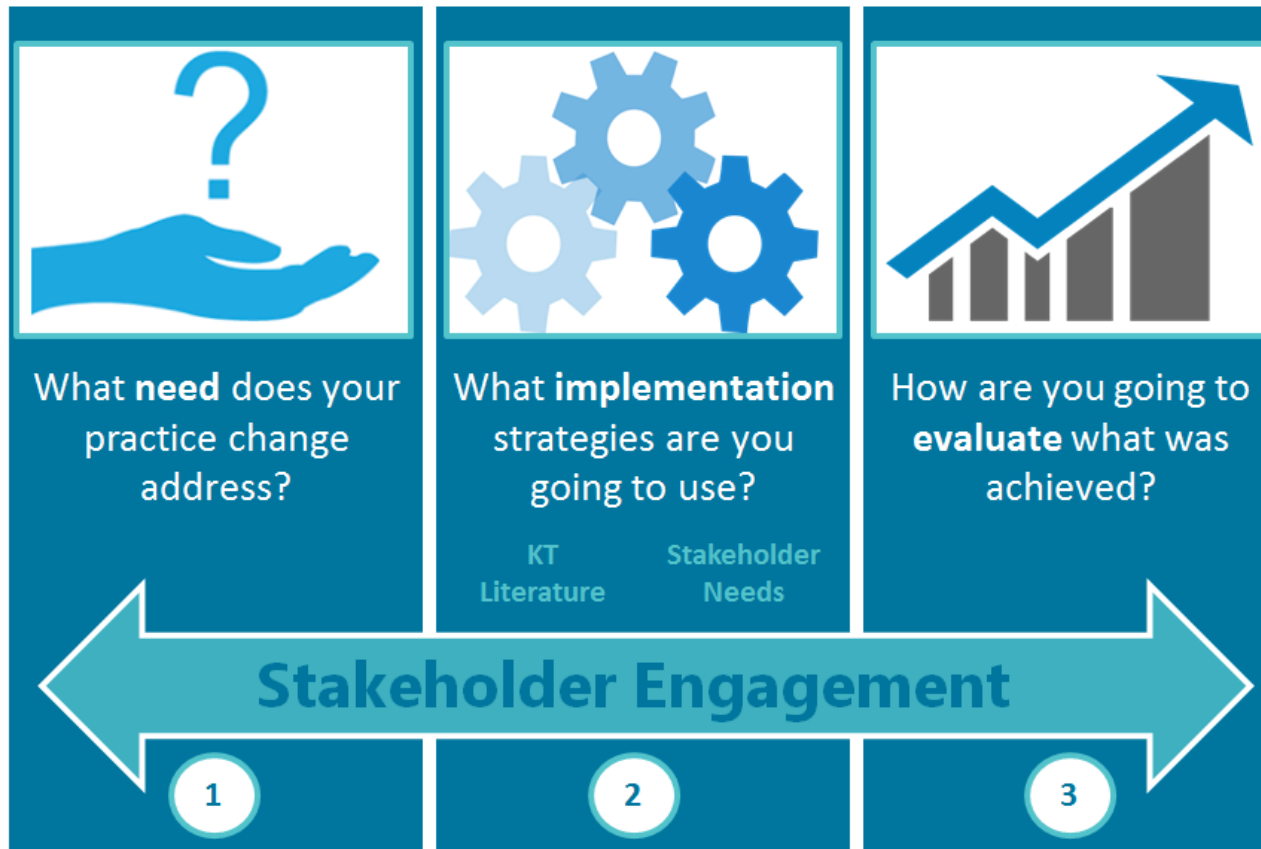 ?
What need does your
practice change
address?
What implementation
strategies are you
going to use?
KT
Literature
Stakeholder
Needs
How are you going to
evaluate what was
achieved?
Stakeholder Engagement
1
2
3